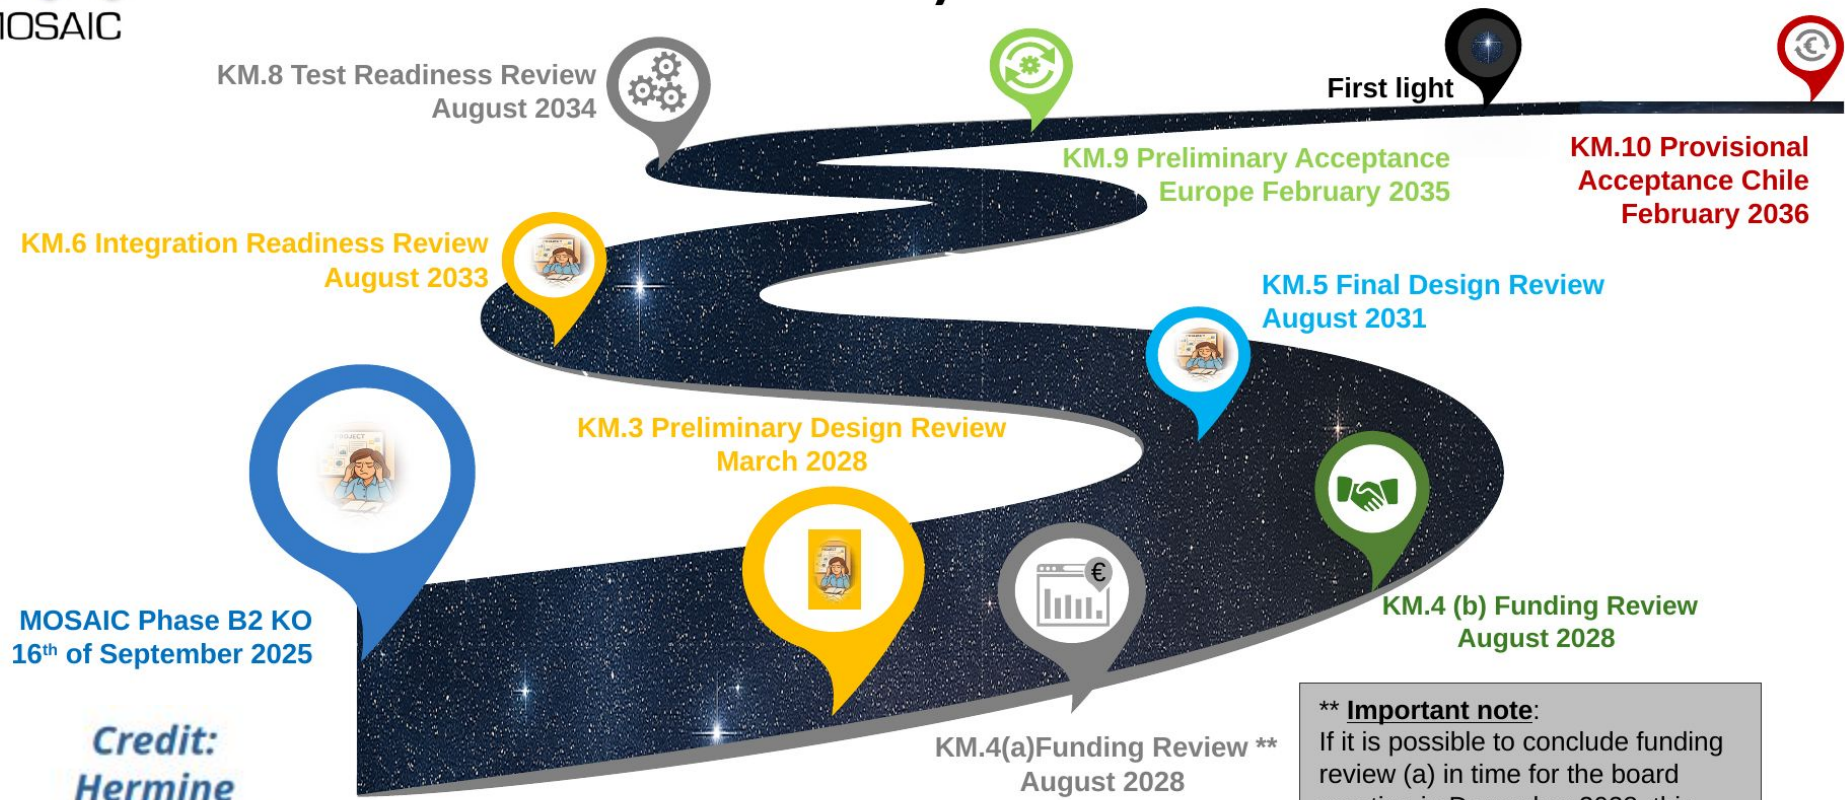 MOSAIC
KM.8 Test Readiness Review
August 2034
First light
KM.9 Preliminary Acceptance
Europe February 2035
KM.10 Provisional
Acceptance Chile
February 2036
KM.6 Integration Readiness Review
August 2033
KM.5 Final Design Review
August 2031
KM.3 Preliminary Design Review
March 2028
€
€
MOSAIC Phase B2 KO
16th of September 2025
KM.4 (b) Funding Review
August 2028
KM.4(a)Funding Review **
August 2028
Credit:
Hermine
** Important note:
If it is possible to conclude funding
review (a) in time for the board